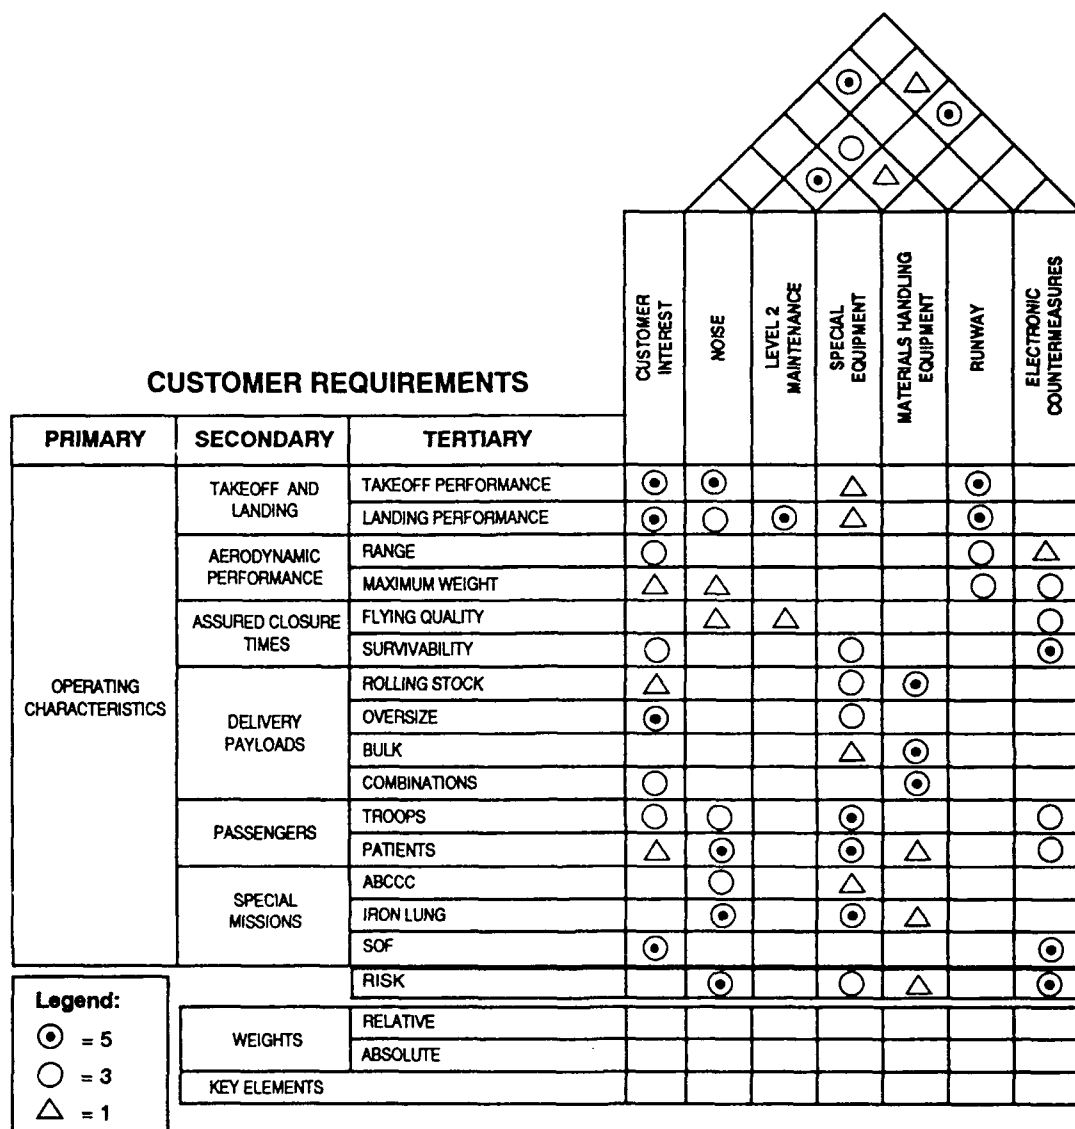 CUSTOMER
INTEREST
NOISE
LEVEL 2
MAINTENANCE
SPECIAL
EQUIPMENT
MATERIALS HANDLING
EQUIPMENT
RUNWAY
ELECTRONIC
COUNTERMEASURES
CUSTOMER REQUIREMENTS
PRIMARY SECONDARY TERTIARY
OPERATING
CHARACTERISTICS
TAKEOFF AND
LANDING
TAKEOFF PERFORMANCE
LANDING PERFORMANCE
AERODYNAMIC
PERFORMANCE
RANGE
MAXIMUM WEIGHT
ASSURED CLOSURE
TIMES
FLYING QUALITY
SURVIVABILITY
DELIVERY
PAYLOADS
ROLLING STOCK
OVERSIZE
BULK
COMBINATIONS
PASSENGERS
TROOPS
PATIENTS
SPECIAL
MISSIONS
ABCCC
IRON LUNG
SOF
RISK
WEIGHTS
RELATIVE
ABSOLUTE
KEY ELEMENTS
Legend:
= 5
= 3
= 1